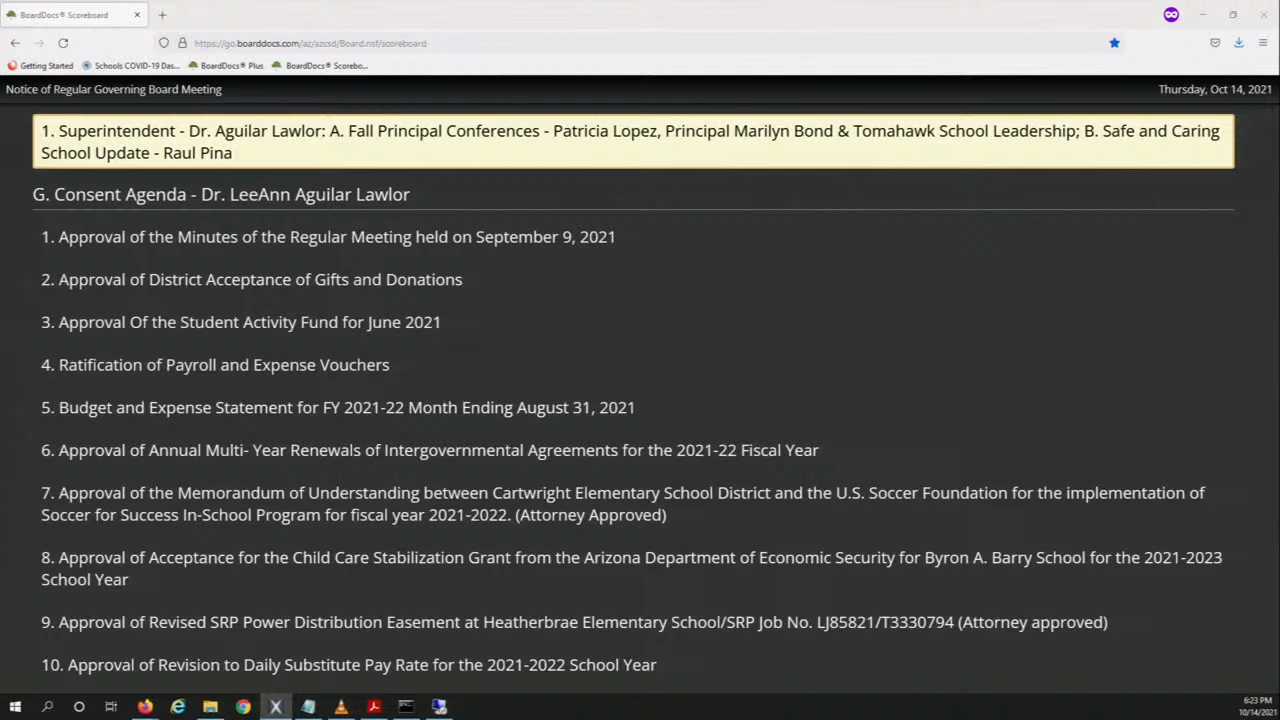 BoardDocs® Scoreboard
https://go.boarddocs.com/az/azcsd/Board.nsf/scoreboard
Getting Started
Schools COVID-19 Das...
BoardDocs® Plus
BoardDocs® Scorebo...
Notice of Regular Governing Board Meeting
Thursday, Oct 14, 2021
1. Superintendent - Dr. Aguilar Lawlor: A. Fall Principal Conferences - Patricia Lopez, Principal Marilyn Bond & Tomahawk School Leadership; B. Safe and Caring
School Update - Raul Pina
G. Consent Agenda - Dr. LeeAnn Aguilar Lawlor
1. Approval of the Minutes of the Regular Meeting held on September 9, 2021
2. Approval of District Acceptance of Gifts and Donations
3. Approval Of the Student Activity Fund for June 2021
4. Ratification of Payroll and Expense Vouchers
5. Budget and Expense Statement for FY 2021-22 Month Ending August 31, 2021
6. Approval of Annual Multi- Year Renewals of Intergovernmental Agreements for the 2021-22 Fiscal Year
7. Approval of the Memorandum of Understanding between Cartwright Elementary School District and the U.S. Soccer Foundation for the implementation of
Soccer for Success In-School Program for fiscal year 2021-2022. (Attorney Approved)
8. Approval of Acceptance for the Child Care Stabilization Grant from the Arizona Department of Economic Security for Byron A. Barry School for the 2021-2023
School Year
9. Approval of Revised SRP Power Distribution Easement at Heatherbrae Elementary School/SRP Job No. LJ85821/T3330794 (Attorney approved)
10. Approval of Revision to Daily Substitute Pay Rate for the 2021-2022 School Year
6:23 PM
10/14/2021